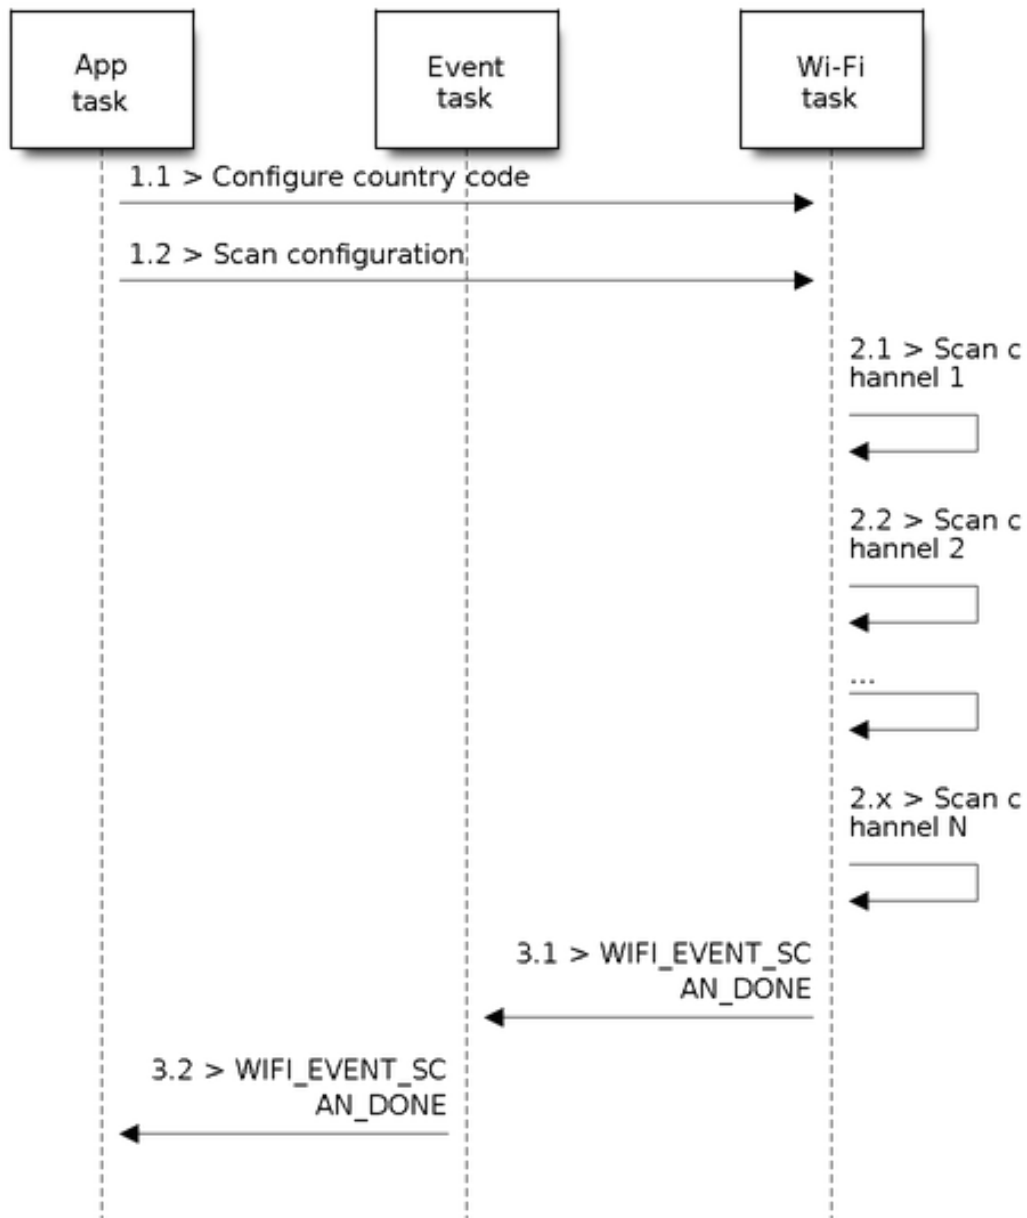 App
task
Event
task
Wi-Fi
task
1.1 > Configure country code
1.2 > Scan configuration
2.1 > Scan c
hannel 1
2.2 > Scan c
hannel 2
...
2.x > Scan c
hannel N
3.1 > WIFI_EVENT_SC
AN_DONE
3.2 > WIFI_EVENT_SC
AN_DONE